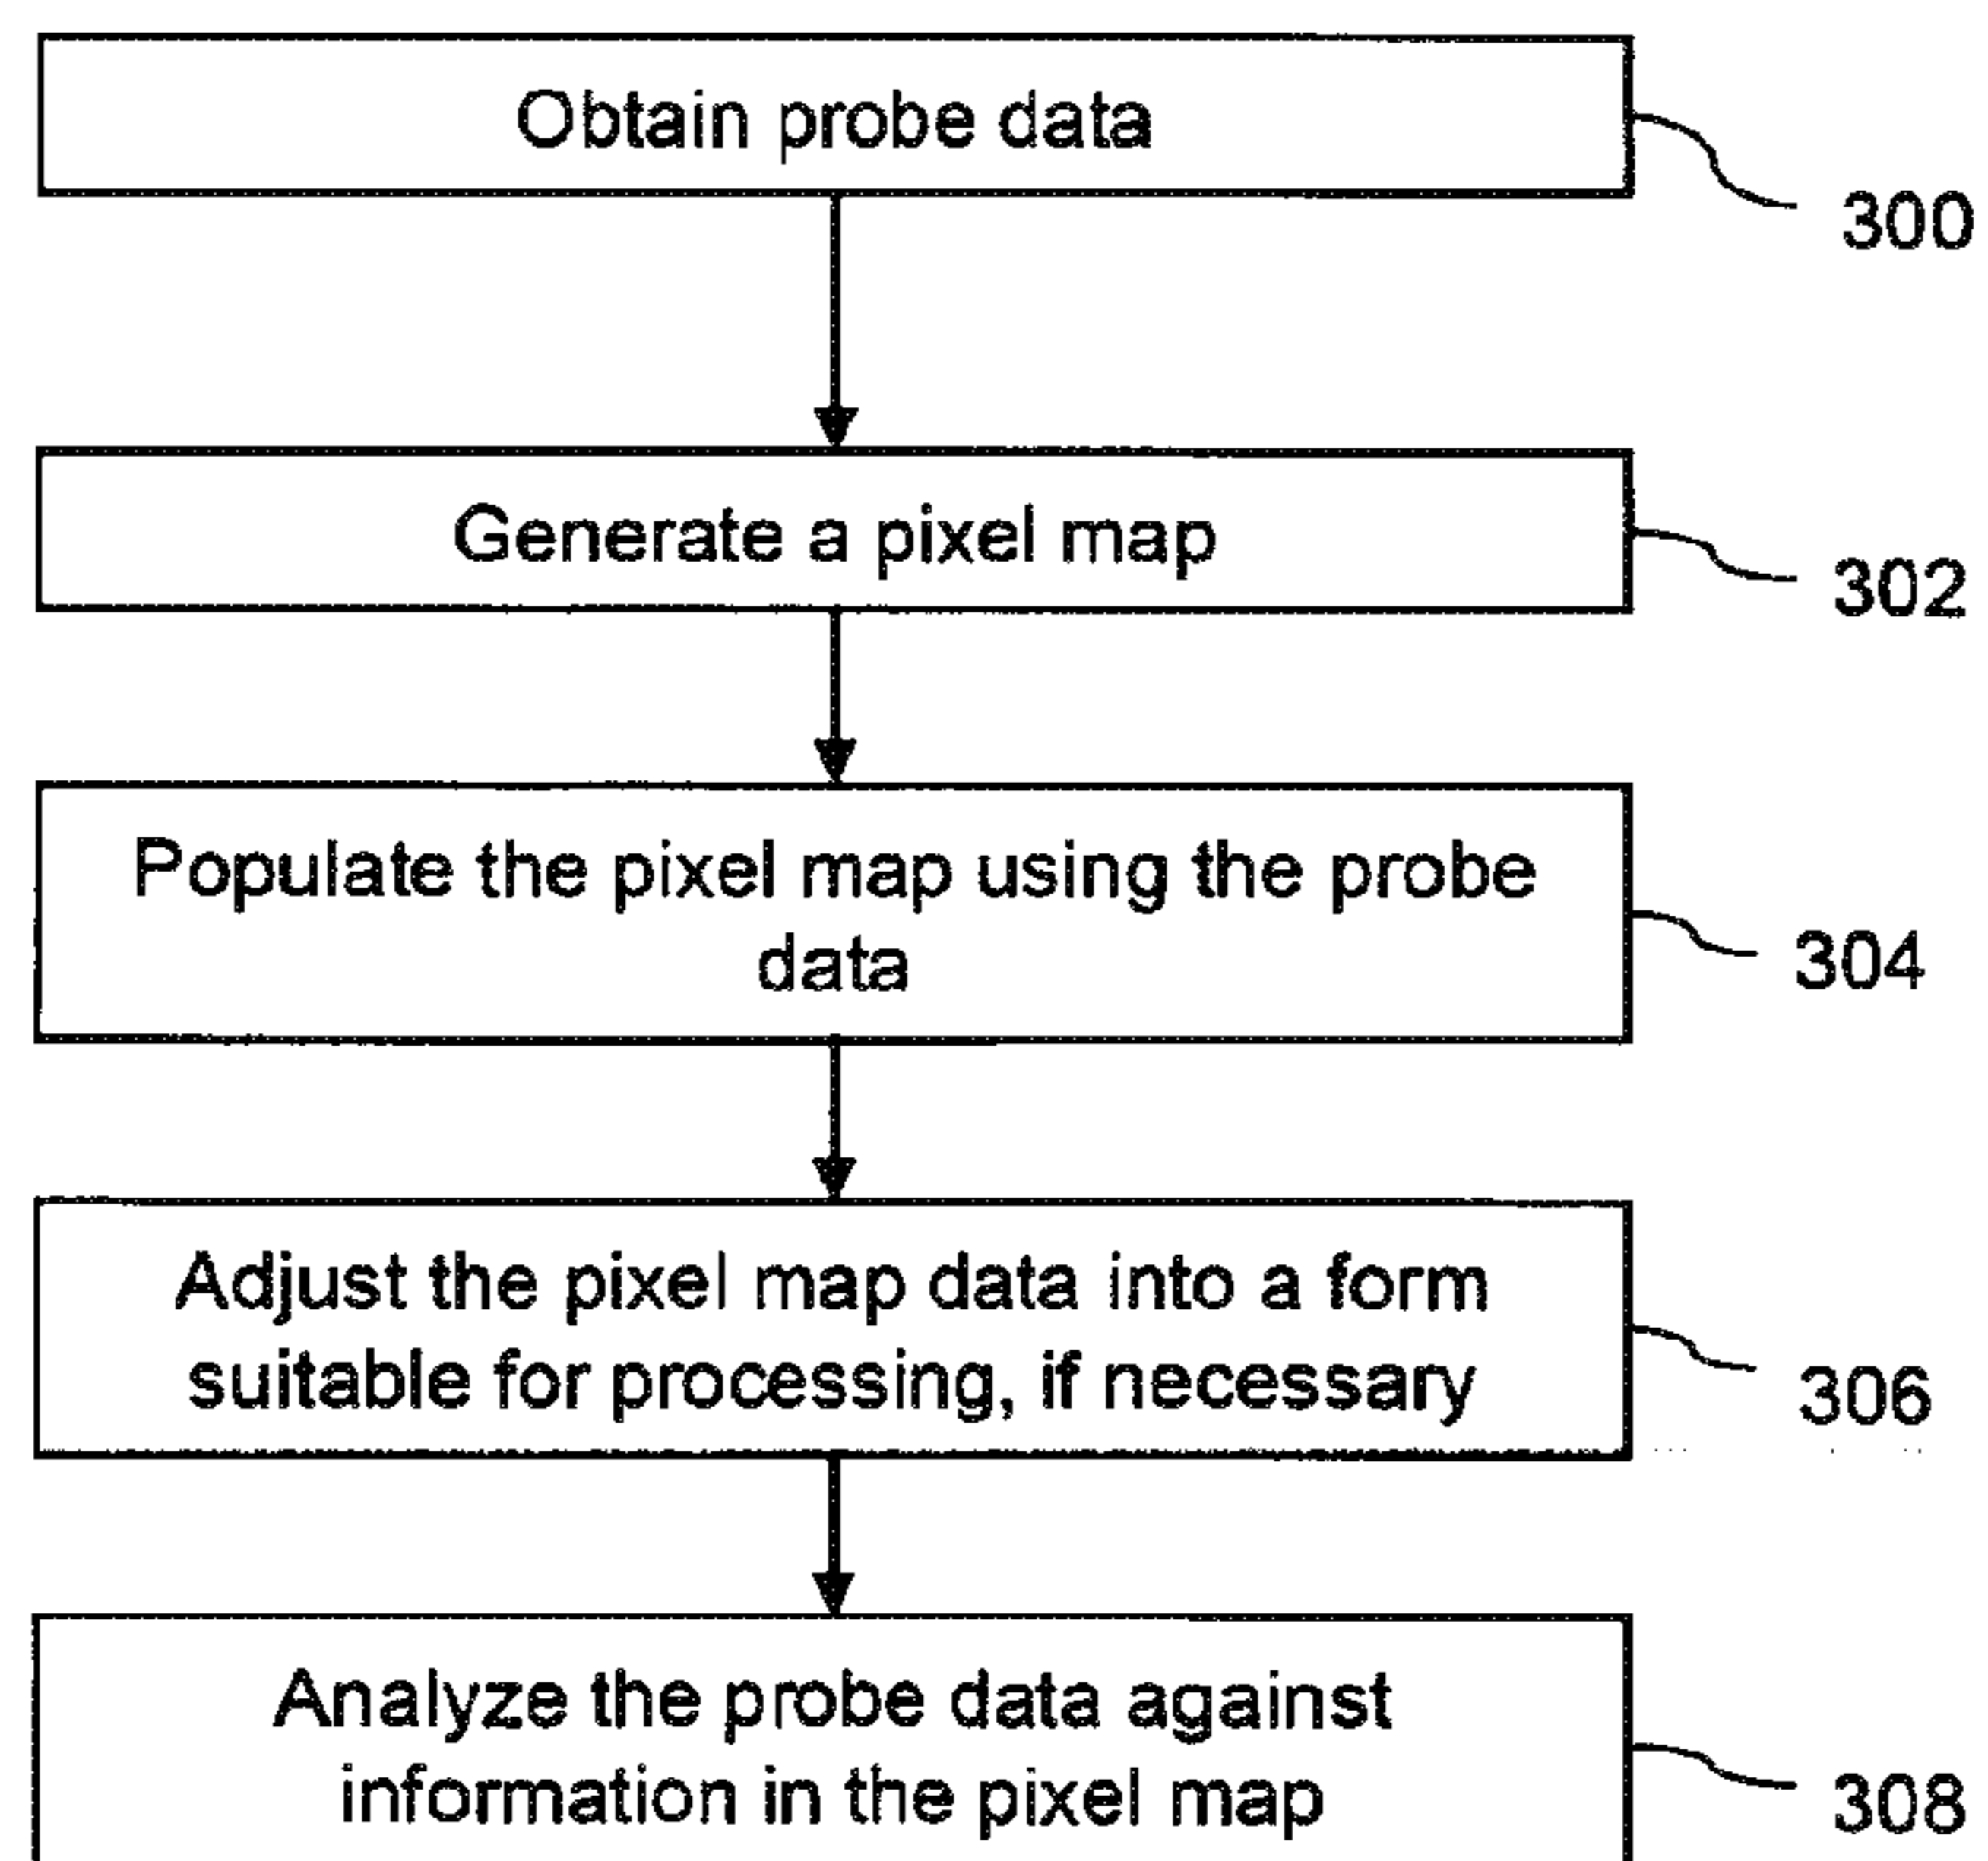 Obtain probe data
300
Generate a pixel map
302
Populate the pixel map using the probe
data
304
Adjust the pixel map data into a form
suitable for processing, if necessary
306
Analyze the probe data against
information in the pixel map
308